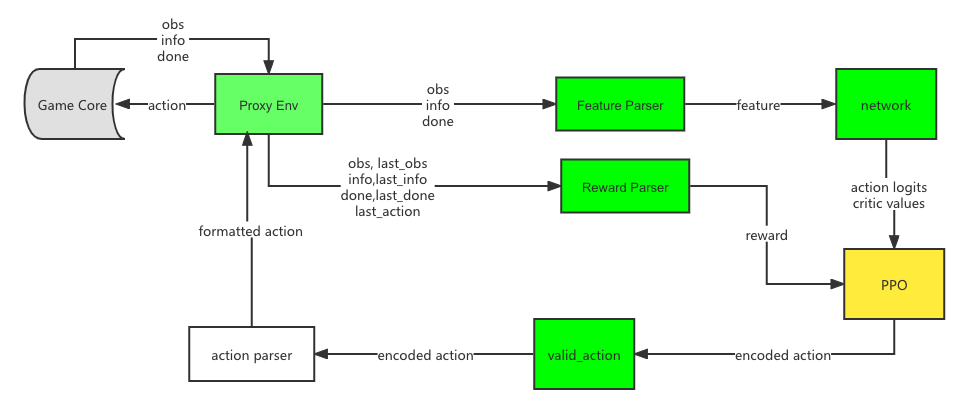 obs
info
done
Game Core
action
Proxy Env
obs
info
done
Feature Parser
feature
network
obs, last_obs
info,last_info
done,last_done
last_action
Reward Parser
action logits
critic values
formatted action
reward
PPO
action parser
encoded action
valid_action
encoded action